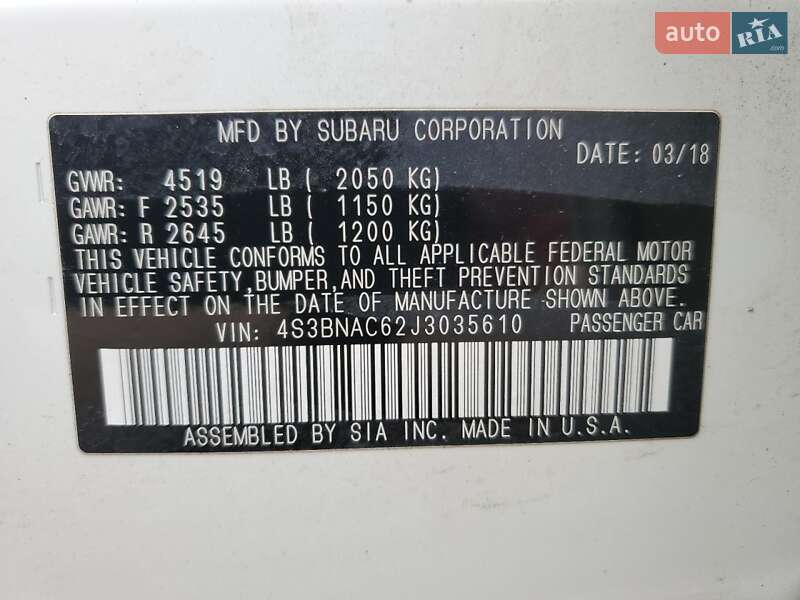 auto RIA.com
MFD BY SUBARU CORPORATION
DATE: 03/18
GVWR: 4519 LB ( 2050 KG)
GAWR: F 2535 LB ( 1150 KG)
GAWR: R 2645 LB ( 1200 KG)
THIS VEHICLE CONFORMS TO ALL APPLICABLE FEDERAL MOTOR
VEHICLE SAFETY, BUMPER, AND THEFT PREVENTION STANDARDS
IN EFFECT ON THE DATE OF MANUFACTURE SHOWN ABOVE.
VIN: 4S3BNAC62J3035610 PASSENGER CAR
ASSEMBLED BY SIA INC. MADE IN U.S.A.